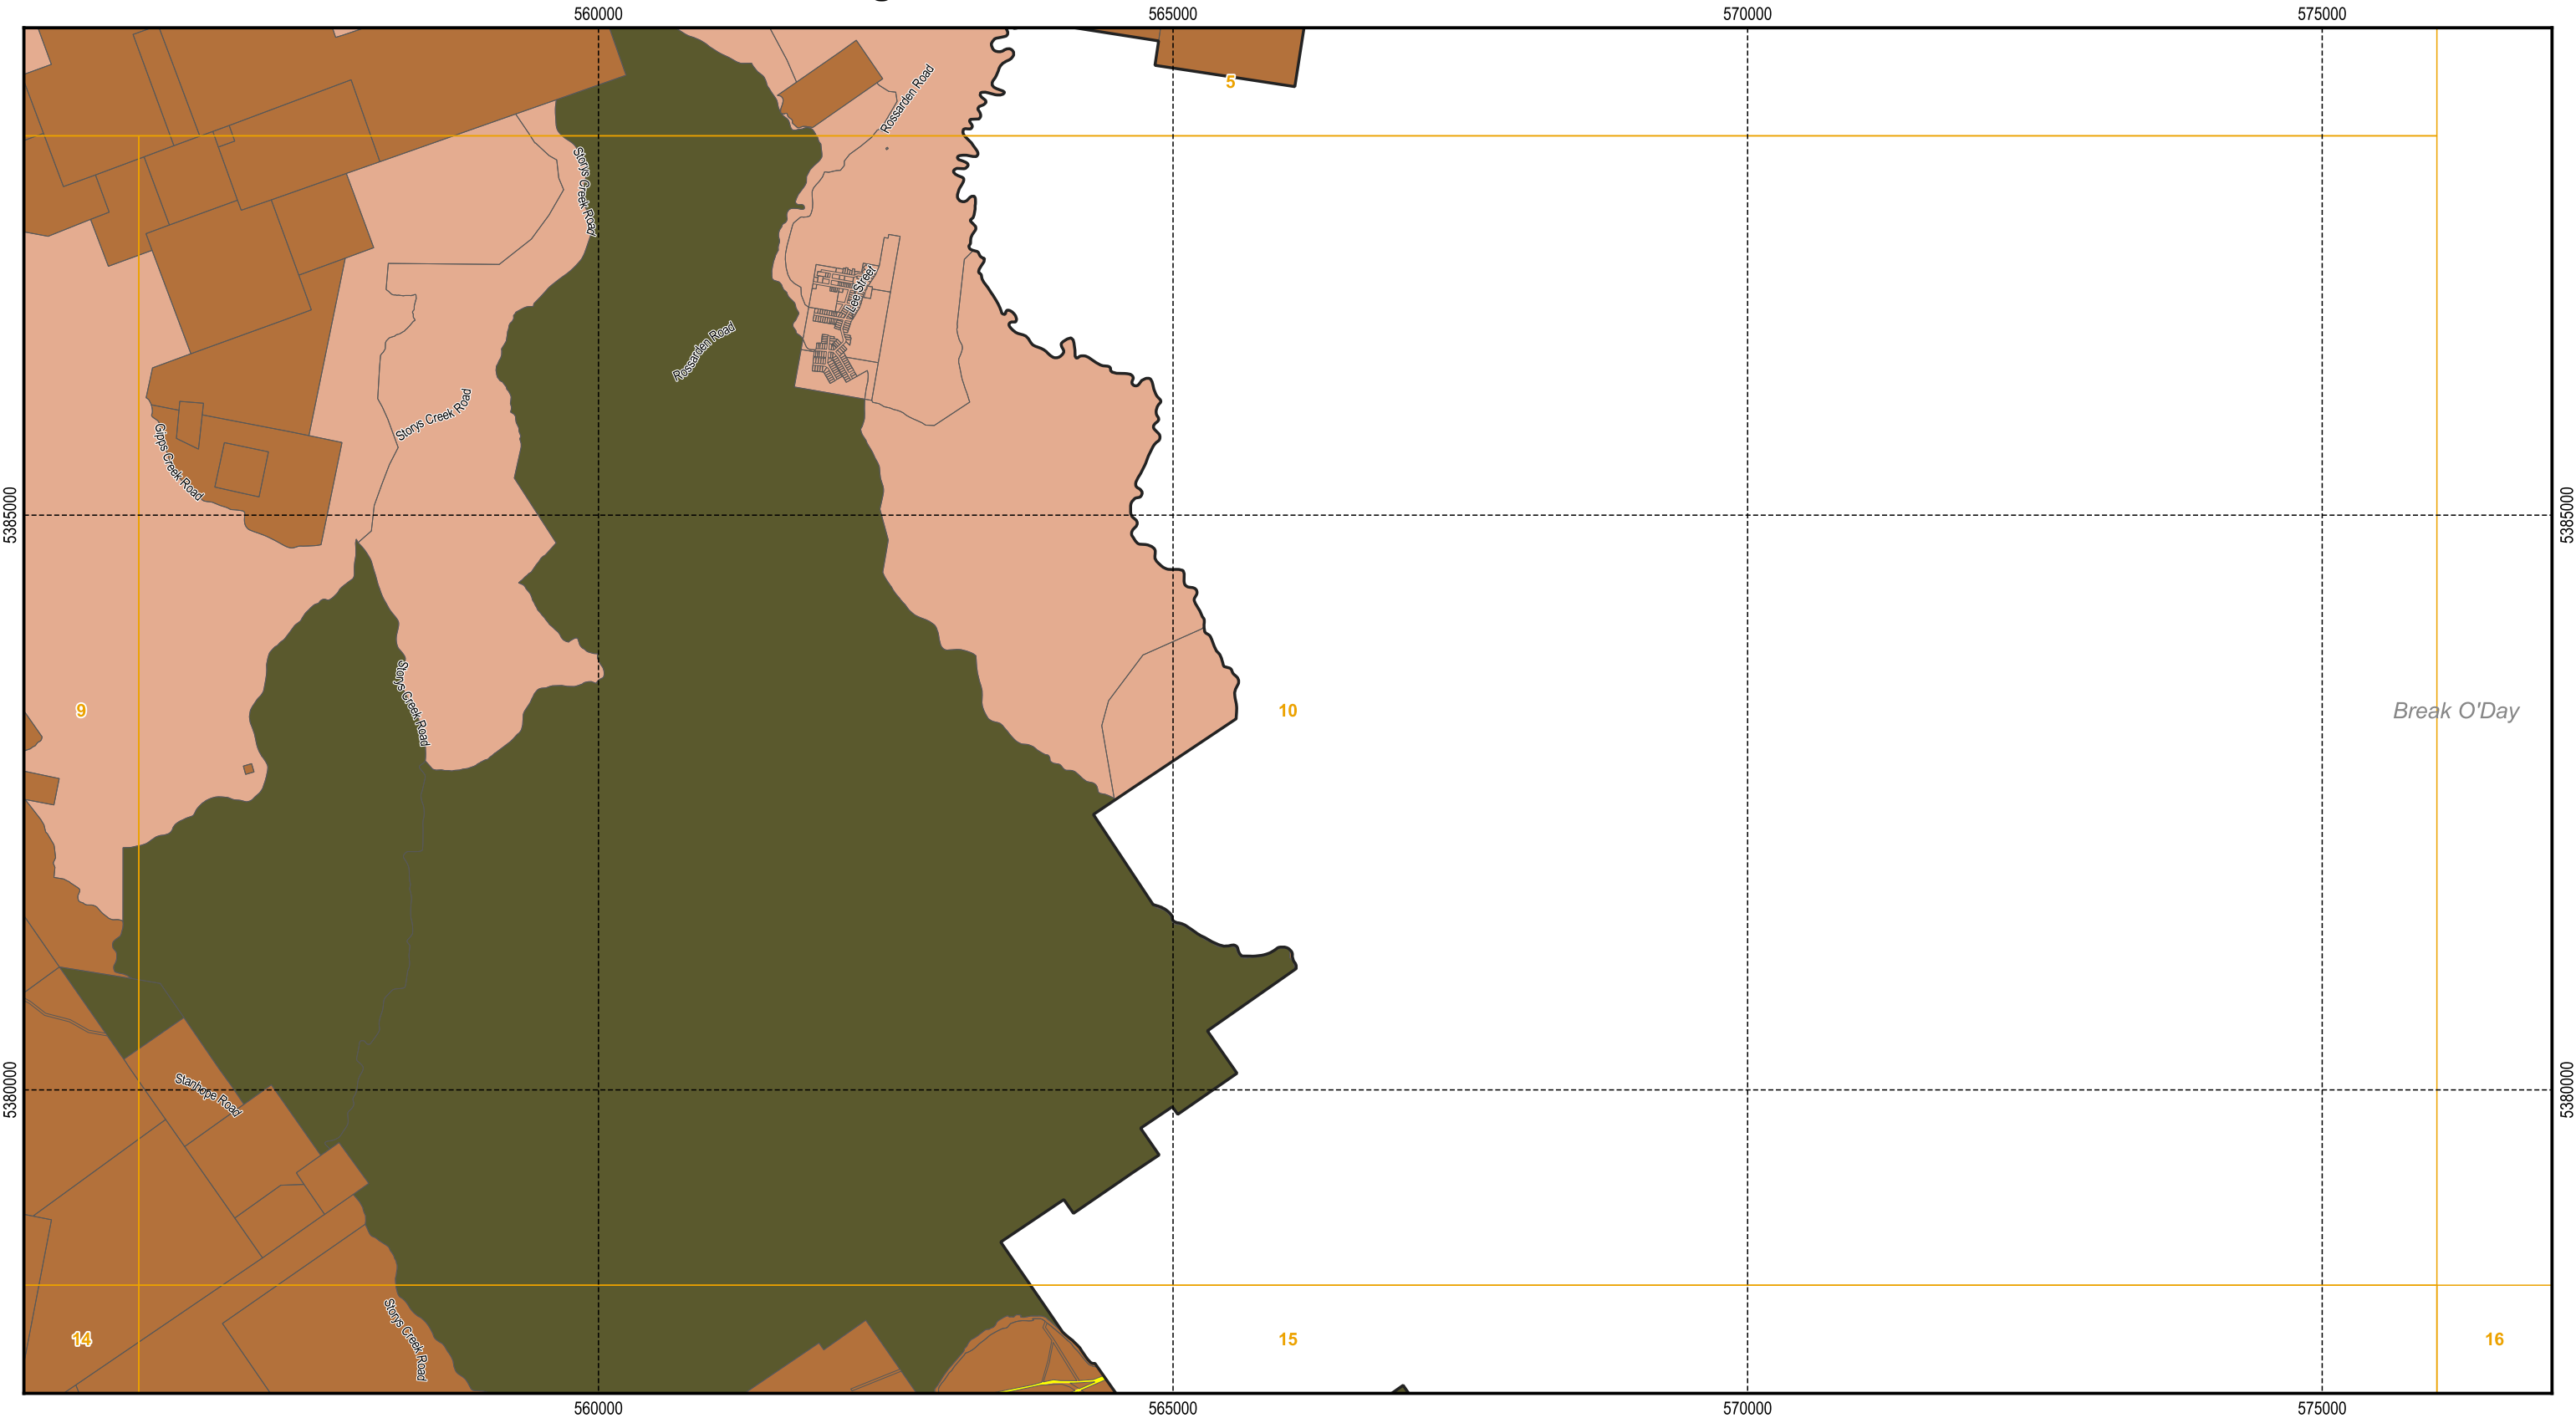 560000
565000
570000
575000
5
Rossarden Road
Storys Creek Road
Lee Street
Rossarden Road
Storys Creek Road
Gipps Creek Road
5385000
5385000
Storys Creek Road
9
10
Break O'Day
5380000
5380000
Stanhope Road
Storys Creek Road
14
15
16
560000
565000
570000
575000